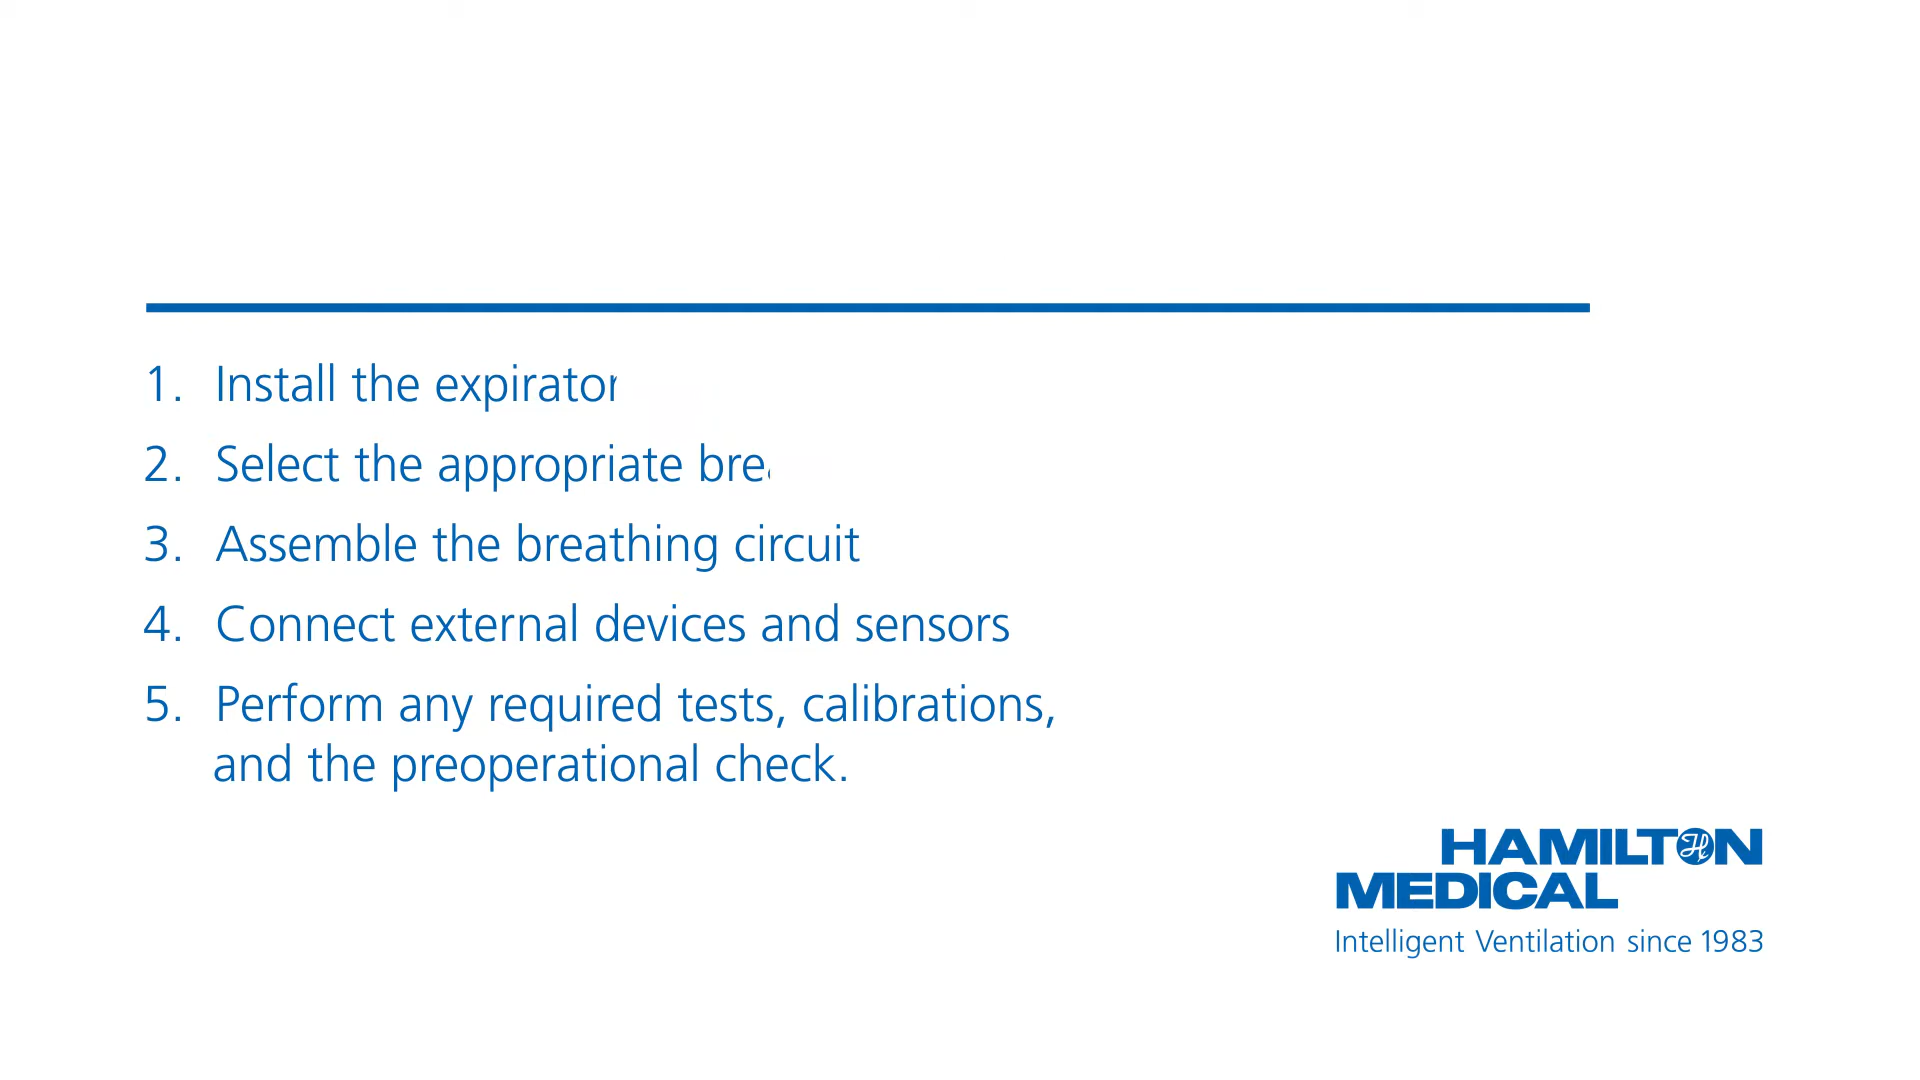 1. Install the expirator
2. Select the appropriate bre
3. Assemble the breathing circuit
4. Connect external devices and sensors
5. Perform any required tests, calibrations,
and the preoperational check.
HAMILTON
MEDICAL
Intelligent Ventilation since 1983